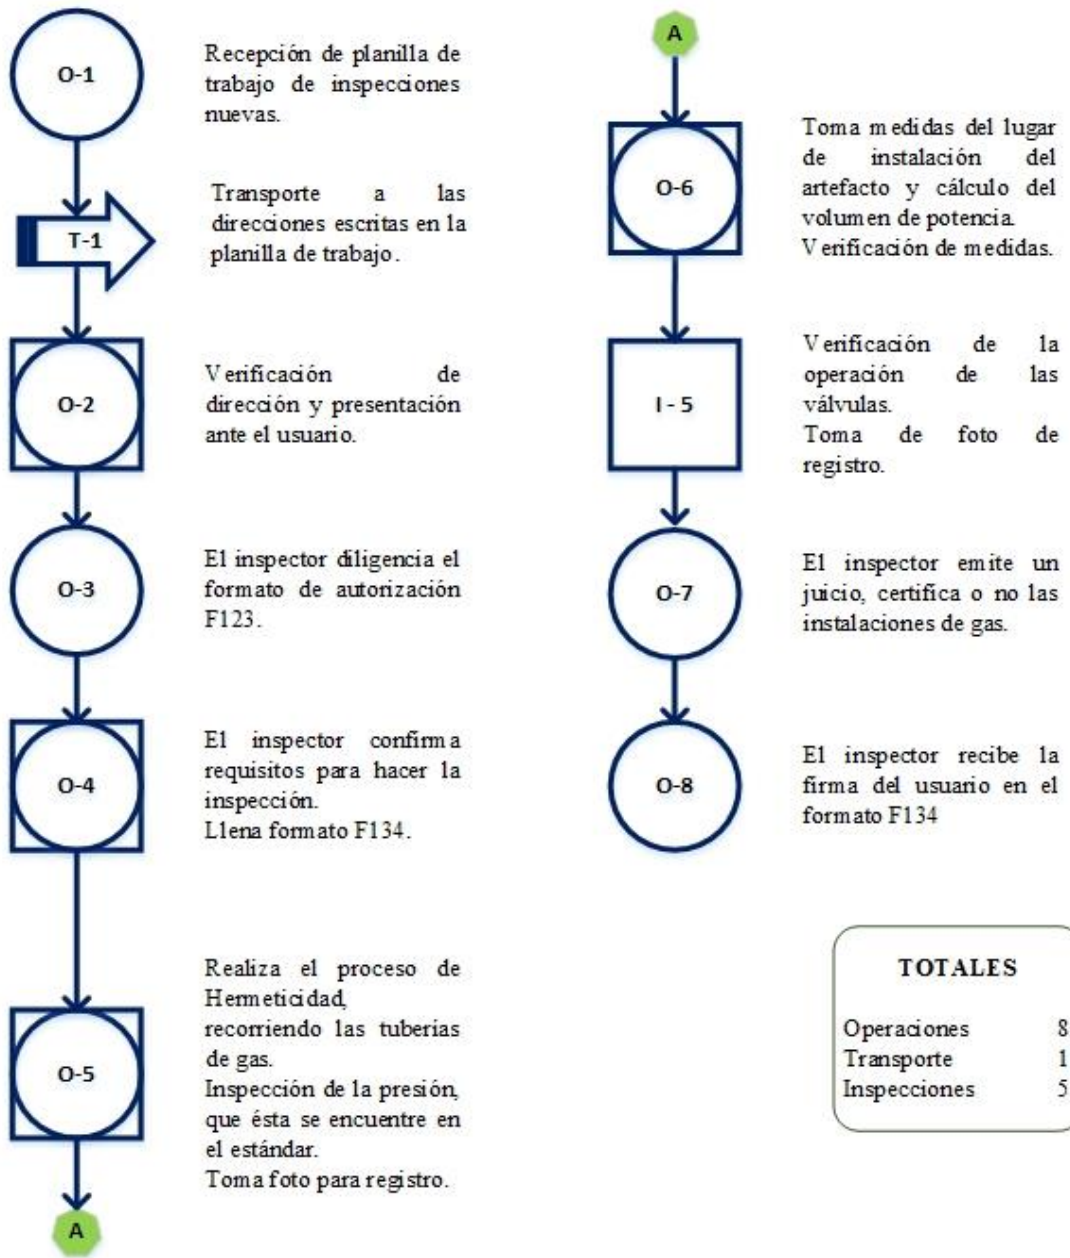 O-1
Recepción de planilla de
trabajo de inspecciones
nuevas.
T-1
Transporte a las
direcciones escritas en la
planilla de trabajo.
O-2
Verificación de
dirección y presentación
ante el usuario.
O-3
El inspector diligencia el
formato de autorización
F123.
O-4
El inspector confirma
requisitos para hacer la
inspección.
Llena formato F134.
O-5
Realiza el proceso de
Hermeticidad,
recorriendo las tuberías
de gas.
Inspección de la presión,
que ésta se encuentre en
el estándar.
Toma foto para registro.
A
A
O-6
Toma medidas del lugar
de instalación del
artefacto y cálculo del
volumen de potencia.
Verificación de medidas.
I - 5
Verificación de la
operación de las
válvulas.
Toma de foto de
registro.
O-7
El inspector emite un
juicio, certifica o no las
instalaciones de gas.
O-8
El inspector recibe la
firma del usuario en el
formato F134
TOTALES
Operaciones 8
Transporte 1
Inspecciones 5